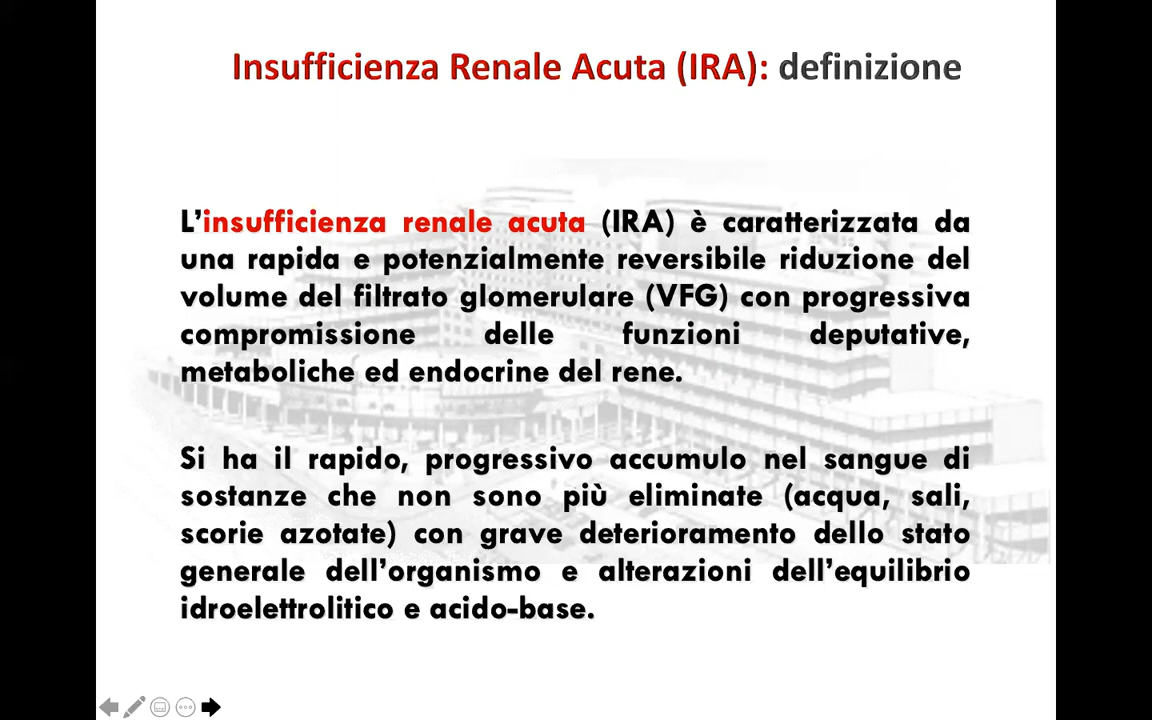 Insufficienza Renale Acuta (IRA): definizione
L’insufficienza renale acuta (IRA) è caratterizzata da
una rapida e potenzialmente reversibile riduzione del
volume del filtrato glomerulare (VFG) con progressiva
compromissione delle funzioni deputative,
metaboliche ed endocrine del rene.
Si ha il rapido, progressivo accumulo nel sangue di
sostanze che non sono più eliminate (acqua, sali,
scorie azotate) con grave deterioramento dello stato
generale dell’organismo e alterazioni dell’equilibrio
idroelettrolitico e acido-base.